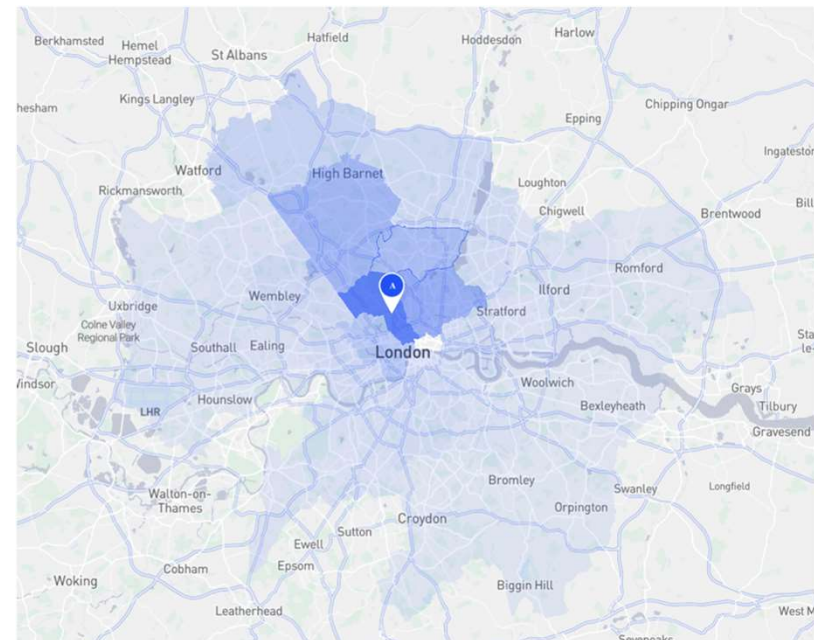 Hatfield
Hoddesdon
Harlow
Berkhamsted
Hemel
Hempstead
St Albans
Kings Langley
hesham
Chipping Ongar
Epping
Ingatestor
Watford
High Barnet
Rickmansworth
Loughton
Chigwell
Brentwood
Bill
Romford
A
Ilford
Wembley
Uxbridge
Stratford
Colne Valley
Regional Park
Slough
Southall
Ealing
London
Sta
le-
Windsor
LHR
Hounslow
Woolwich
Grays
Tilbury
Bexleyheath
Gravesend
Bromley
Swanley
Longfield
Walton-on-
Thames
Orpington
Croydon
Sutton
Ewell
Epsom
Cobham
Woking
Biggin Hill
Leatherhead
West M
Sevenoaks